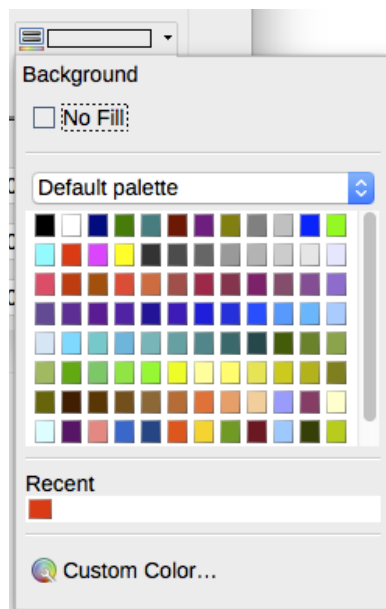 Background
No Fill
Default palette
Recent
Custom Color...